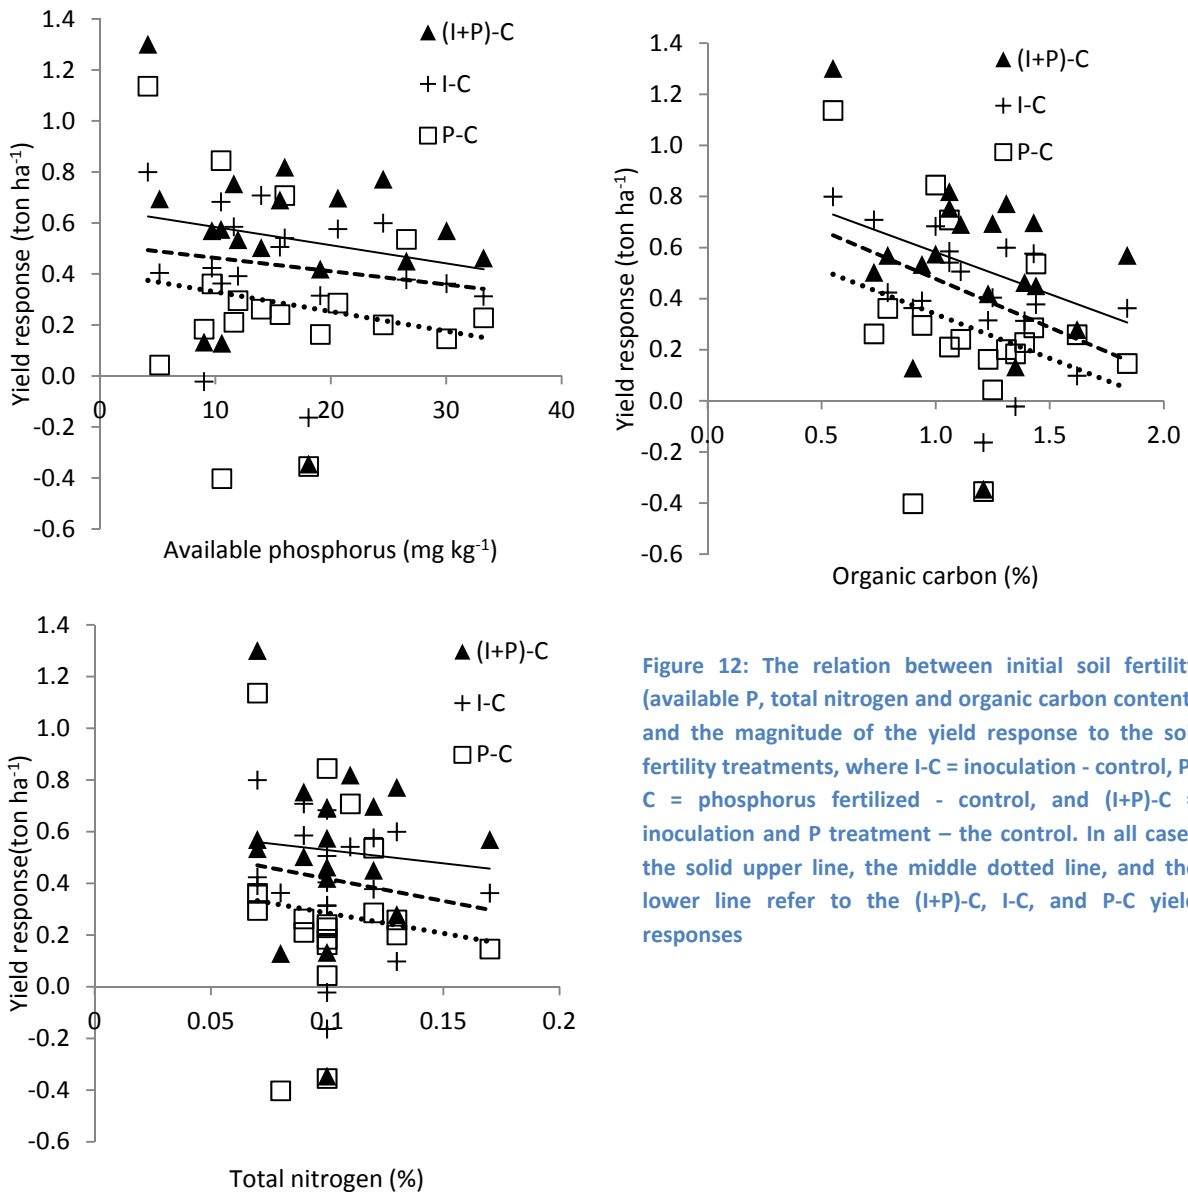 1.4
1.2
1.0
0.8
0.6
0.4
0.2
0.0
-0.2
-0.4
-0.6
0
10
20
30
40
Yield response (ton ha-1)
Available phosphorus (mg kg-1)
(I+P)-C
I-C
P-C
1.4
1.2
1.0
0.8
0.6
0.4
0.2
0.0
-0.2
-0.4
-0.6
0.0
0.5
1.0
1.5
2.0
Yield response (ton ha-1)
Organic carbon (%)
(I+P)-C
I-C
P-C
1.4
1.2
1.0
0.8
0.6
0.4
0.2
0.0
-0.2
-0.4
-0.6
0
0.05
0.1
0.15
0.2
Yield response(ton ha-1)
Total nitrogen (%)
(I+P)-C
I-C
P-C
Figure 12: The relation between initial soil fertility
(available P, total nitrogen and organic carbon content
and the magnitude of the yield response to the soi
fertility treatments, where I-C = inoculation - control, P
C = phosphorus fertilized - control, and (I+P)-C =
inoculation and P treatment – the control. In all case
the solid upper line, the middle dotted line, and the
lower line refer to the (I+P)-C, I-C, and P-C yield
responses